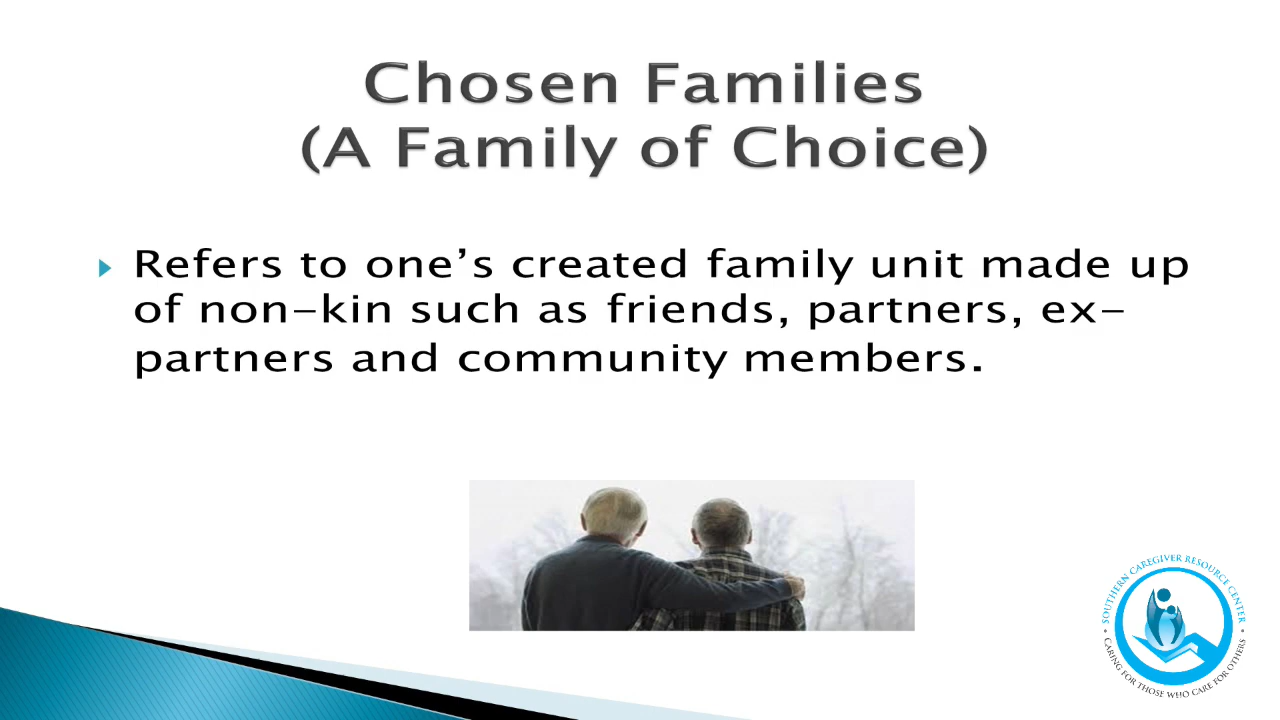 Chosen Families
(A Family of Choice)
Refers to one’s created family unit made up
of non-kin such as friends, partners, ex-
partners and community members.
SOUTHERN CAREGIVER RESOURCE CENTER
• CARING FOR THOSE WHO CARE FOR OTHERS •